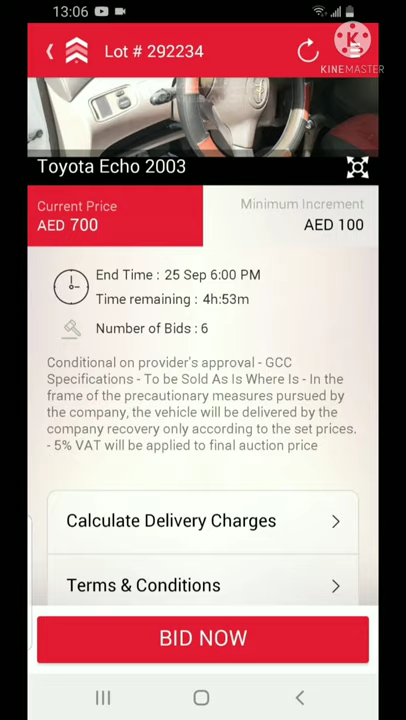 13:06
Lot # 292234
KINEMASTER
Toyota Echo 2003
Current Price
Minimum Increment
AED 700
AED 100
End Time : 25 Sep 6:00 PM
Time remaining : 4h:53m
Number of Bids : 6
Conditional on provider's approval - GCC
Specifications - To be Sold As Is Where Is - In the
frame of the precautionary measures pursued by
the company, the vehicle will be delivered by the
company recovery only according to the set prices.
- 5% VAT will be applied to final auction price
Calculate Delivery Charges
Terms & Conditions
BID NOW